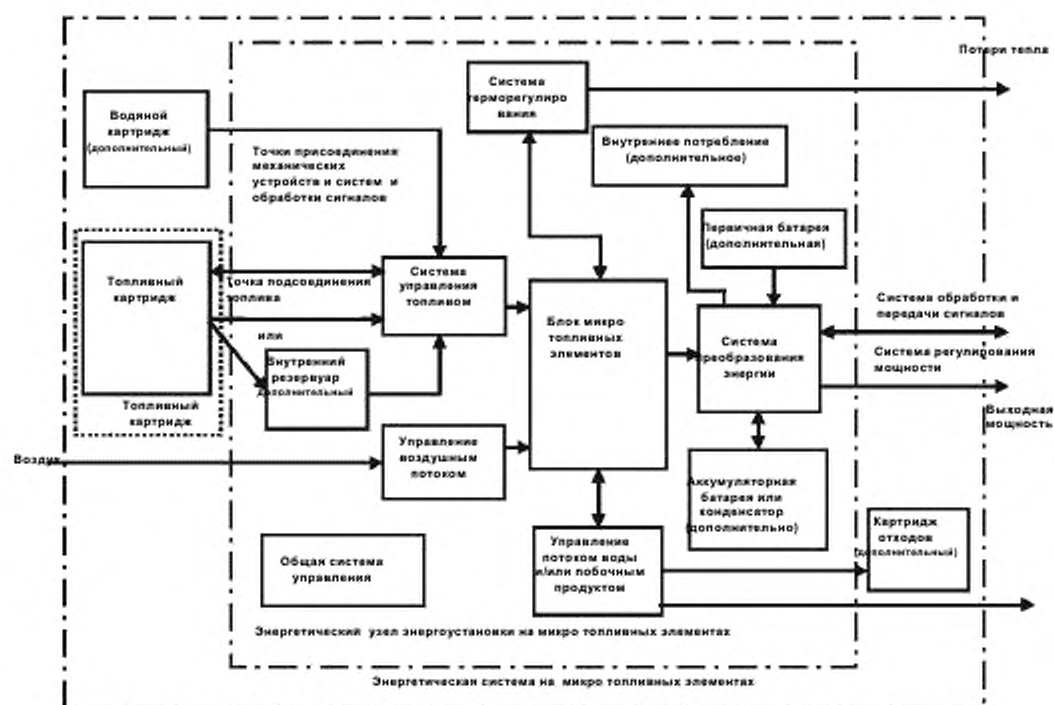 Потери тепла
Система
терморегулиро
вания
Водяной
картридж
(дополнительный)
Внутреннее потребление
(дополнительное)
Точки присоединения
механических
устройств и систем и
обработки сигналов
Первичная батарея
(дополнительная)
Топливный
картридж
Точка подсоединения
топлива
или
Система
управления
топливом
Внутренний
резервуар
дополнительный
Топливный
картридж
Блок микро
топливных
элементов
Система
преобразования
энергии
Система обработки и
передачи сигналов
Система регулирования
мощности
Выходная
мощность
Воздух
Управление
воздушным
потоком
Аккумуляторная
батарея или
конденсатор
(дополнительно)
Картридж
отходов
(дополнительный)
Общая система
управления
Управление
потоком воды
и/или побочным
продуктом
Энергетический узел энергоустановки на микро топливных элементах
Энергетическая система на микро топливных элементах